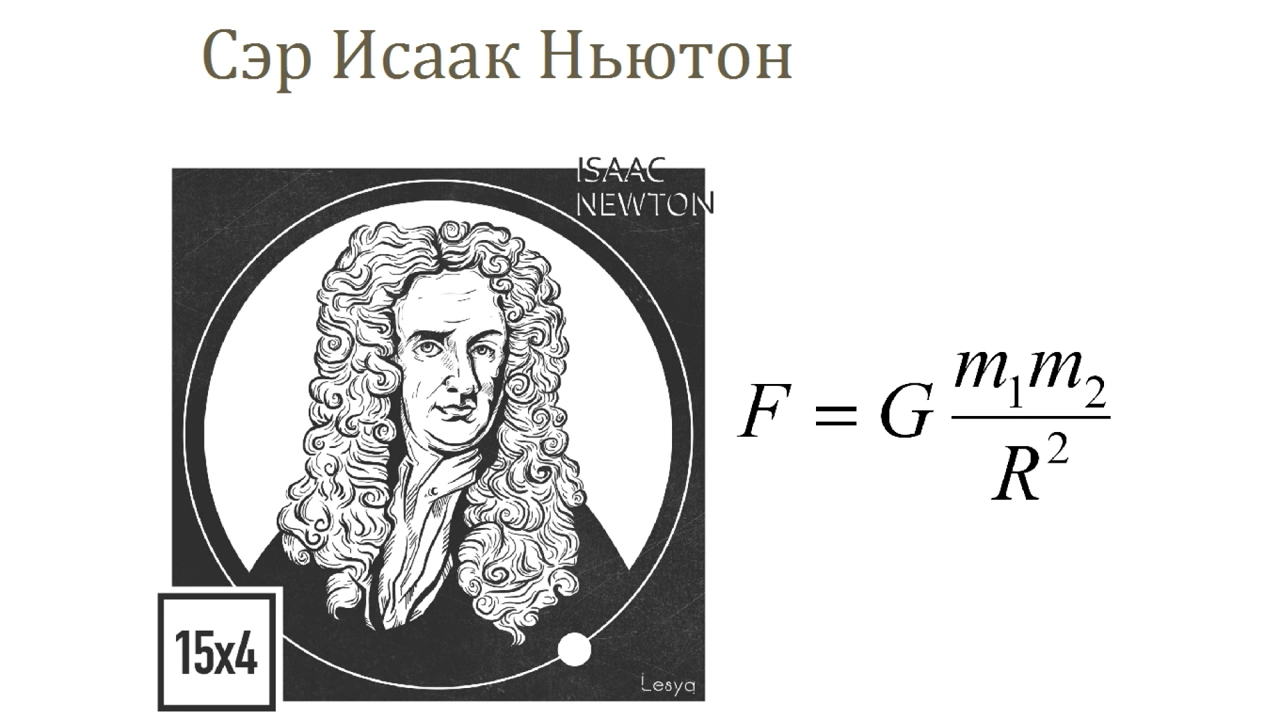 Сэр Исаак Ньютон
ISAAC
NEWTON
F = G m₁m₂ / R²
15x4
Lesya